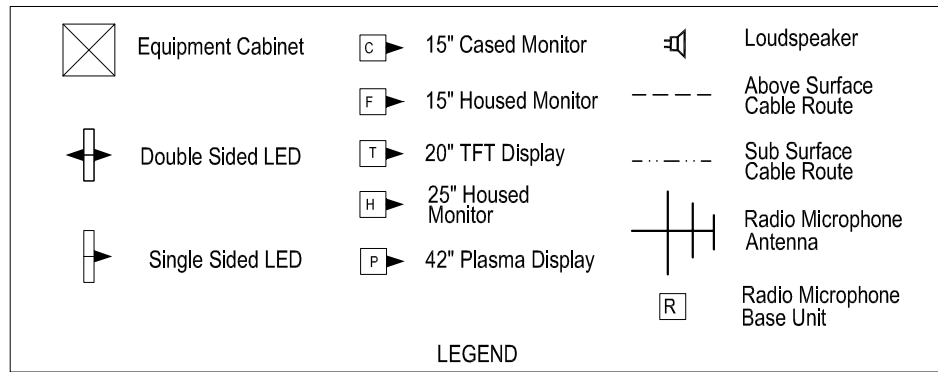 Equipment Cabinet
Double Sided LED
Single Sided LED
C 15" Cased Monitor
F 15" Housed Monitor
T 20" TFT Display
H 25" Housed
Monitor
P 42" Plasma Display
Loudspeaker
Above Surface
Cable Route
Sub Surface
Cable Route
Radio Microphone
Antenna
R Radio Microphone
Base Unit
LEGEND